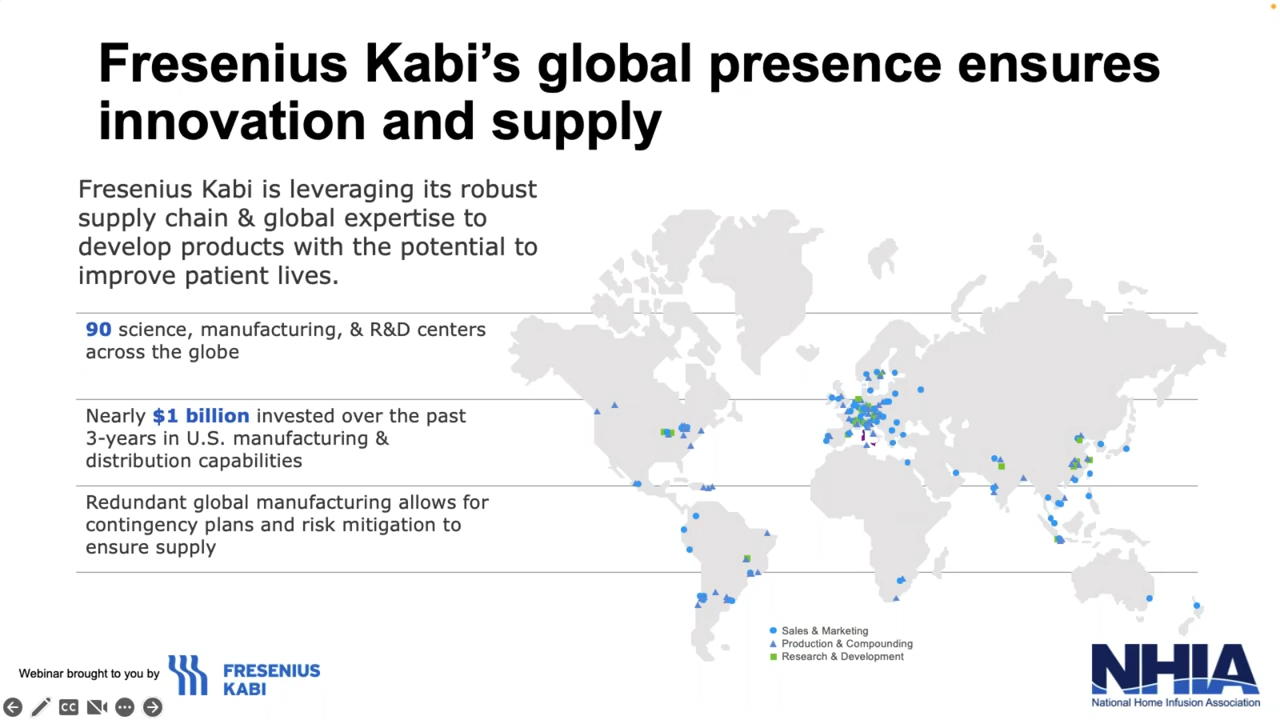 Fresenius Kabi’s global presence ensures
innovation and supply
Fresenius Kabi is leveraging its robust
supply chain & global expertise to
develop products with the potential to
improve patient lives.
90 science, manufacturing, & R&D centers
across the globe
Nearly $1 billion invested over the past
3-years in U.S. manufacturing &
distribution capabilities
Redundant global manufacturing allows for
contingency plans and risk mitigation to
ensure supply
Sales & Marketing
Production & Compounding
Research & Development
Webinar brought to you by
FRESENIUS
KABI
NHIA
National Home Infusion Association
CC